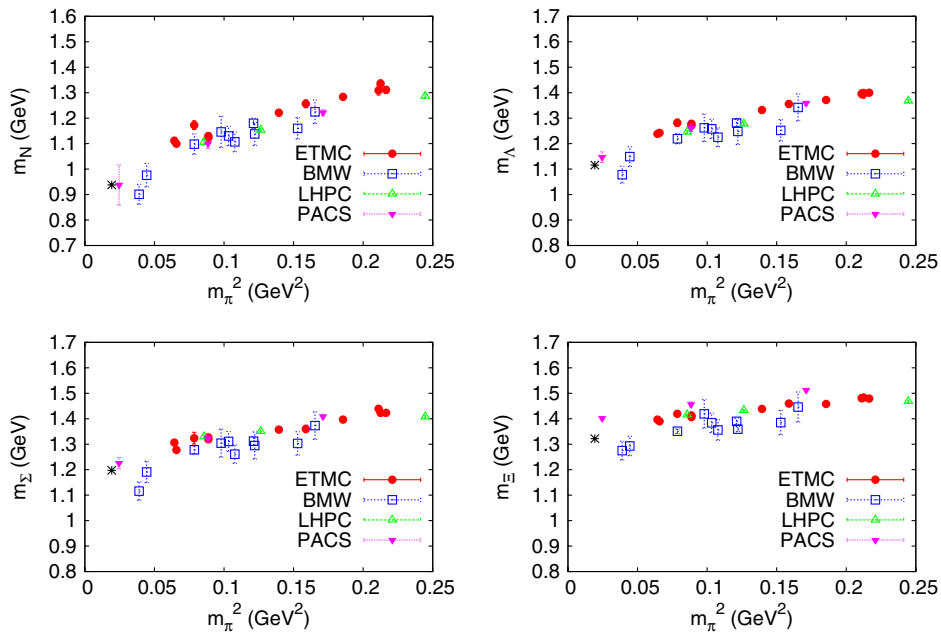 1.6
1.5
1.4
1.3
1.2
1.1
1
0.9
0.8
0.7
m_N (GeV)
ETMC
BMW
LHPC
PACS
0 0.05 0.1 0.15 0.2 0.25
m_π^2 (GeV^2)
1.7
1.6
1.5
1.4
1.3
1.2
1.1
1
0.9
0.8
m_Λ (GeV)
ETMC
BMW
LHPC
PACS
0 0.05 0.1 0.15 0.2 0.25
m_π^2 (GeV^2)
1.7
1.6
1.5
1.4
1.3
1.2
1.1
1
0.9
0.8
m_Σ (GeV)
ETMC
BMW
LHPC
PACS
0 0.05 0.1 0.15 0.2 0.25
m_π^2 (GeV^2)
1.7
1.6
1.5
1.4
1.3
1.2
1.1
1
0.9
0.8
m_Ξ (GeV)
ETMC
BMW
LHPC
PACS
0 0.05 0.1 0.15 0.2 0.25
m_π^2 (GeV^2)